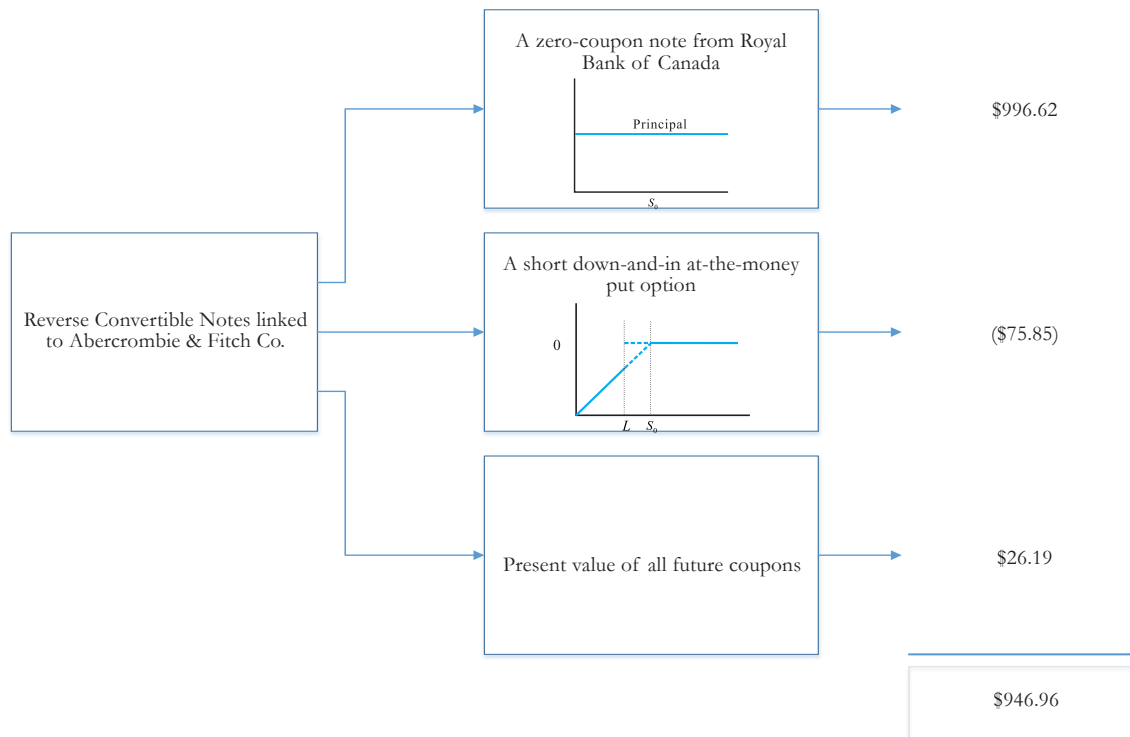 A zero-coupon note from Royal
Bank of Canada
Principal
S₀
$996.62
Reverse Convertible Notes linked
to Abercrombie & Fitch Co.
A short down-and-in at-the-money
put option
0
L S₀
($75.85)
Present value of all future coupons
$26.19
$946.96